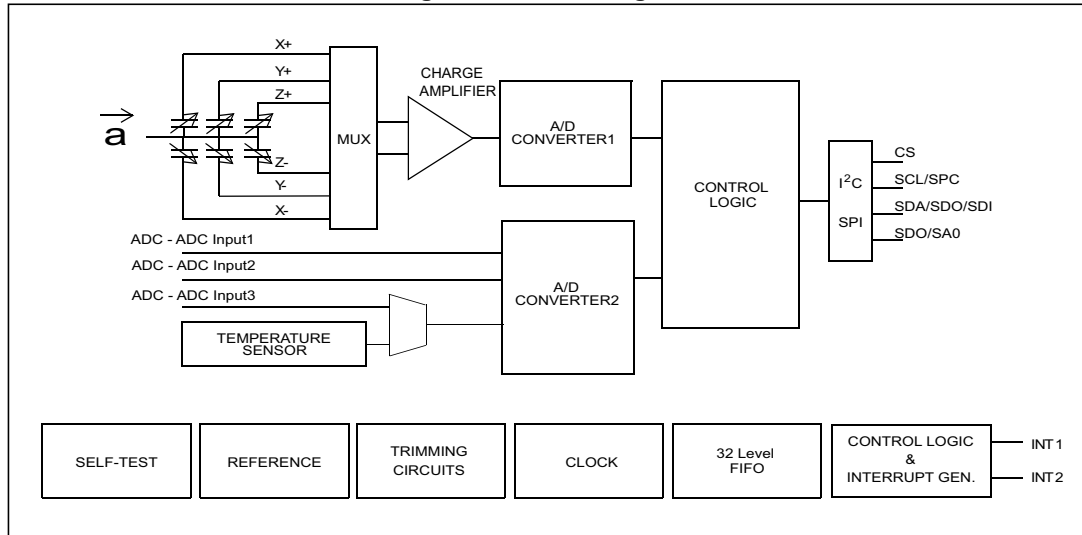 X+
Y+
Z+
CHARGE
AMPLIFIER
a
MUX
A/D
CONVERTER1
Z-
Y-
X-
CONTROL
LOGIC
I²C
SPI
CS
SCL/SPC
SDA/SDO/SDI
SDO/SA0
ADC - ADC Input1
ADC - ADC Input2
ADC - ADC Input3
A/D
CONVERTER2
TEMPERATURE
SENSOR
SELF-TEST
REFERENCE
TRIMMING
CIRCUITS
CLOCK
32 Level
FIFO
CONTROL LOGIC
&
INTERRUPT GEN.
INT1
INT2